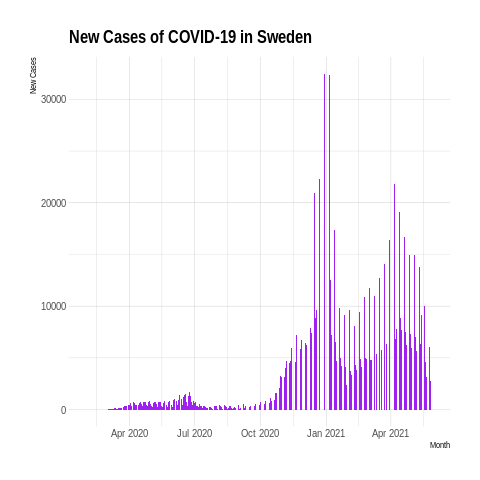 New Cases of COVID-19 in Sweden
New Cases
30000
20000
10000
0
Apr 2020 Jul 2020 Oct 2020 Jan 2021 Apr 2021
Month